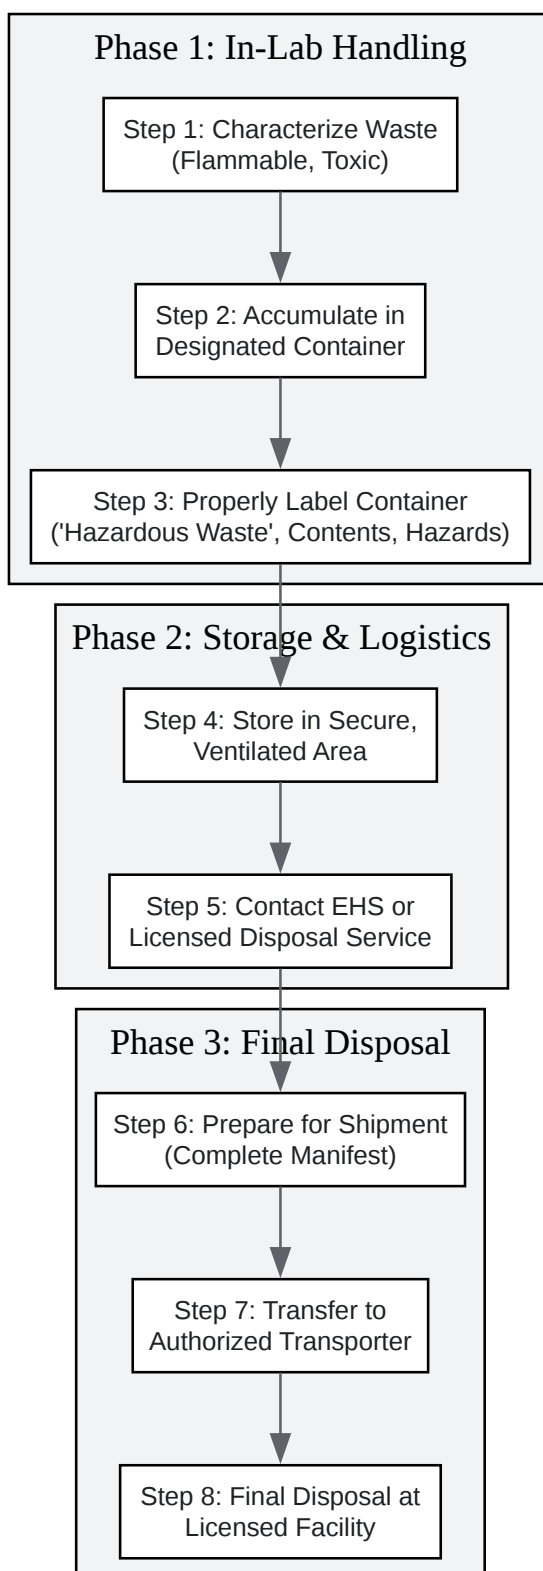 Phase 1: In-Lab Handling
Step 1: Characterize Waste
(Flammable, Toxic)
Step 2: Accumulate in
Designated Container
Step 3: Properly Label Container
('Hazardous Waste', Contents, Hazards)
Phase 2: Storage & Logistics
Step 4: Store in Secure,
Ventilated Area
Step 5: Contact EHS or
Licensed Disposal Service
Phase 3: Final Disposal
Step 6: Prepare for Shipment
(Complete Manifest)
Step 7: Transfer to
Authorized Transporter
Step 8: Final Disposal at
Licensed Facility